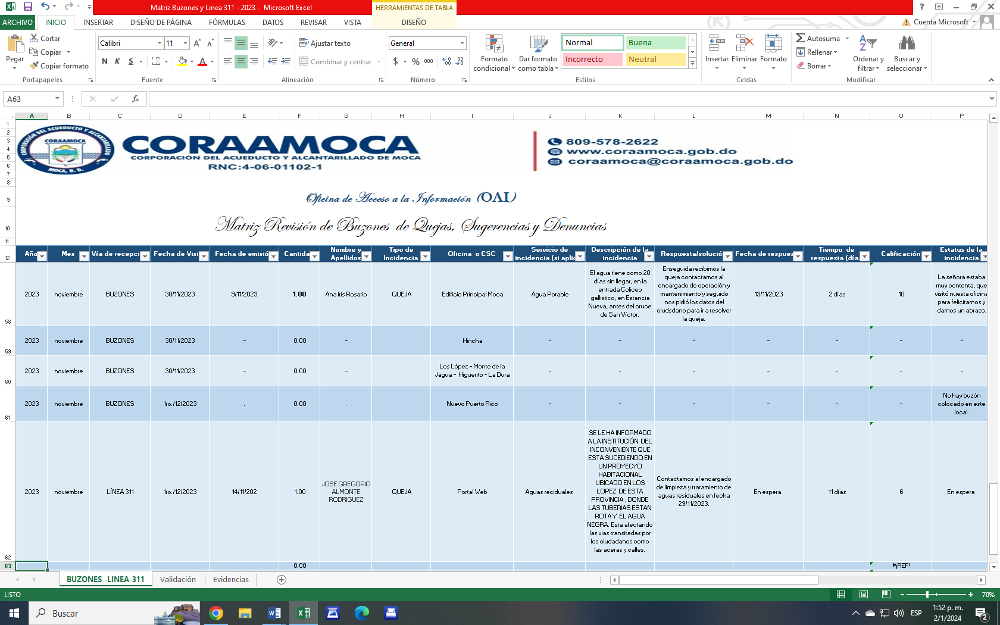 Matriz Buzones y Linea 311 - 2023 - Microsoft Excel
HERRAMIENTAS DE TABLA
ARCHIVO
INICIO
INSERTAR
DISEÑO DE PÁGINA
FÓRMULAS
DATOS
REVISAR
VISTA
DISEÑO
Cuenta Microsoft
Pegar
Cortar
Copiar
Copiar formato
Portapapeles
Calibri
11
N K S
Fuente
Ajustar texto
Combinar y centrar
Alineación
General
$ % 000
Número
Formato condicional
Dar formato como tabla
Normal
Buena
Incorrecto
Neutral
Estilos
Insertar
Eliminar
Formato
Celdas
Autosuma
Rellenar
Borrar
Ordenar y filtrar
Buscar y seleccionar
Modificar
A63
fx
A B C D E F G H I J K L M N O P
1
2
3
4
5
6
7
8
9
10
11
12
CORPORACIÓN DEL ACUEDUCTO Y ALCANTARILLADO
CORAAMOCA
MOCA, R. D.
CORAAMOCA
CORPORACIÓN DEL ACUEDUCTO Y ALCANTARILLADO DE MOCA
RNC:4-06-01102-1
809-578-2622
www.coraamoca.gob.do
coraamoca@coraamoca.gob.do
Oficina de Acceso a la Información (OAI)
Matriz Revisión de Buzones de Quejas, Sugerencias y Denuncias
Año
Mes
Vía de recepci
Fecha de Visi
Fecha de emisió
Cantida
Nombre y Apellidos
Tipo de Incidencia
Oficina o CSC
Servicio de incidencia (si aplic
Descripción de la incidencia
Respuesta/solució
Fecha de respues
Tiempo de respuesta (día
Calificación
Estatus de la incidencia
58
2023
noviembre
BUZONES
30/11/2023
9/11/2023
1.00
Ana Iris Rosario
QUEJA
Edificio Principal Moca
Agua Potable
El agua tiene como 20
días sin llegar, en la
entrada Coliceo
gallistico, en Estancia
Nueva, antes del cruce
de San Víctor.
Enseguida recibimos la
queja contactamos al
encargado de operación y
mantenimiento y seguido
nos pidió los datos del
ciudsdano para ir a resolver
la queja.
13/11/2023
2 días
10
La señora estaba
muy contenta, que
visitó nuesta oficina
para felicitarnos y
darnos un abrazo.
59
2023
noviembre
BUZONES
30/11/2023
-
0.00
-
Hincha
-
-
-
-
-
-
-
60
2023
noviembre
BUZONES
30/11/2023
-
0.00
-
Los López - Monte de la
Jagua - Higuerito - La Dura
-
-
-
-
-
-
-
61
2023
noviembre
BUZONES
1ro./12/2023
.
0.00
.
Nuevo Puerto Rico
-
-
-
-
-
-
No hay buzón
colocado en este
local.
62
2023
noviembre
LÍNEA 311
1ro./12/2023
14/11/202
1.00
JOSE GREGORIO
ALMONTE
RODRIGUEZ
QUEJA
Portal Web
Aguas reciduales
SE LE HA INFORMADO
A LA INSTITUCIÓN DEL
INCONVENIENTE QUE
ESTA SUCEDIENDO EN
UN PROYECYO
HABITACIONAL
UBICADO EN LOS
LOPEZ DE ESTA
PROVINCIA , DONDE
LAS TUBERIAS ESTAN
ROTA Y EL AGUA
NEGRA. Esta afectando
las vias transitadas por
los ciudadanos como
las aceras y calles.
Contactamos al encargado
de limpieza y tratamiento de
aguas residuales en fecha
29/11/2023.
En espera.
11 días
6
En espera
63
0.00
#¡REF!
BUZONES -LINEA-311
Validación
Evidencias
LISTO
70%
Buscar
ESP
1:52 p. m.
2/1/2024
2